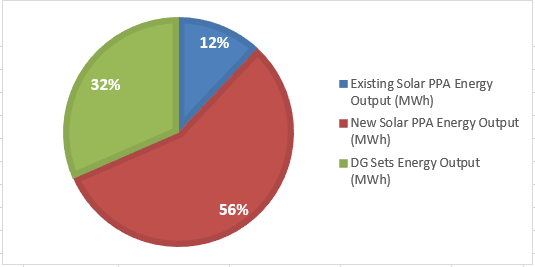 12%
32%
56%
Existing Solar PPA Energy
Output (MWh)
New Solar PPA Energy Output
(MWh)
DG Sets Energy Output
(MWh)